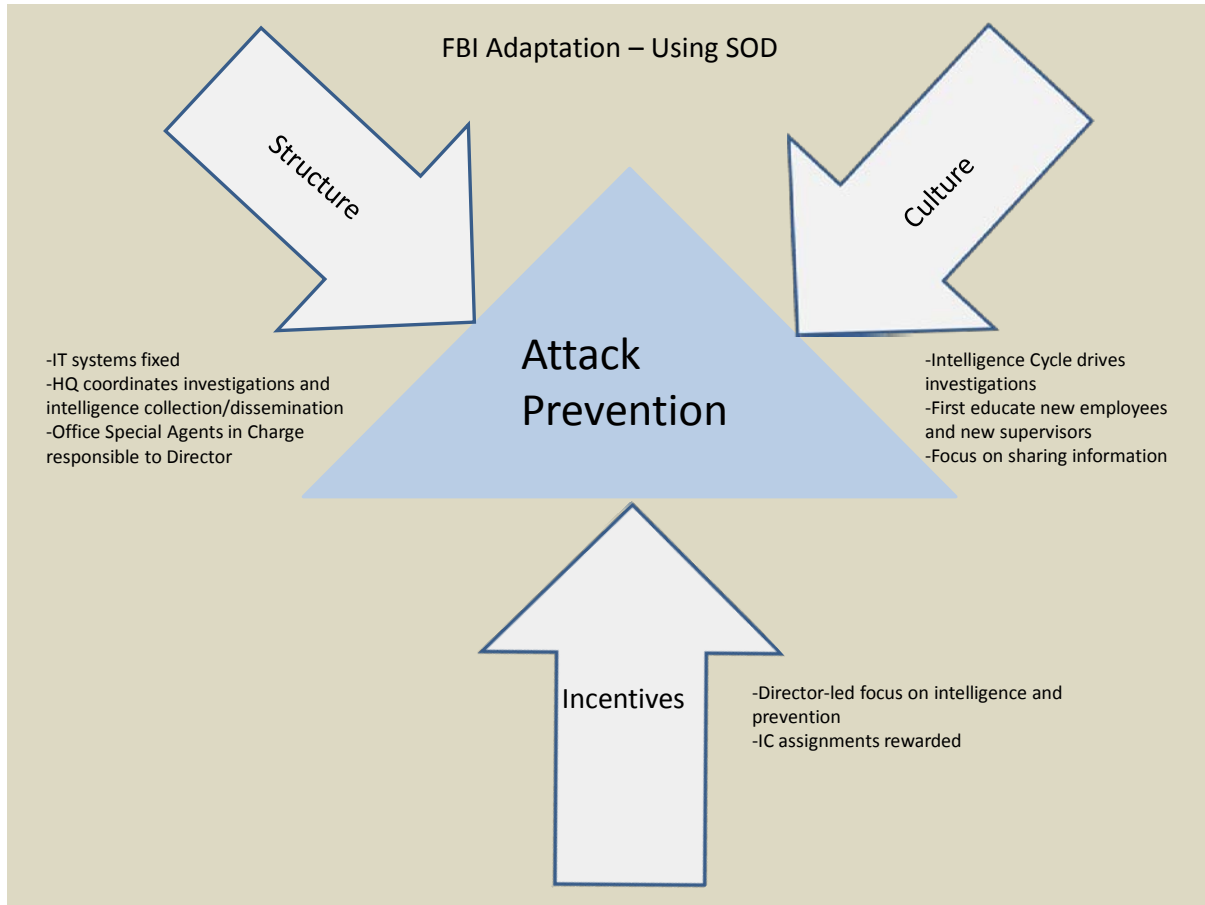 FBI Adaptation – Using SOD
Structure
Culture
Attack
Prevention
-IT systems fixed
-HQ coordinates investigations and
intelligence collection/dissemination
-Office Special Agents in Charge
responsible to Director
-Intelligence Cycle drives
investigations
-First educate new employees
and new supervisors
-Focus on sharing information
Incentives
-Director-led focus on intelligence and
prevention
-IC assignments rewarded